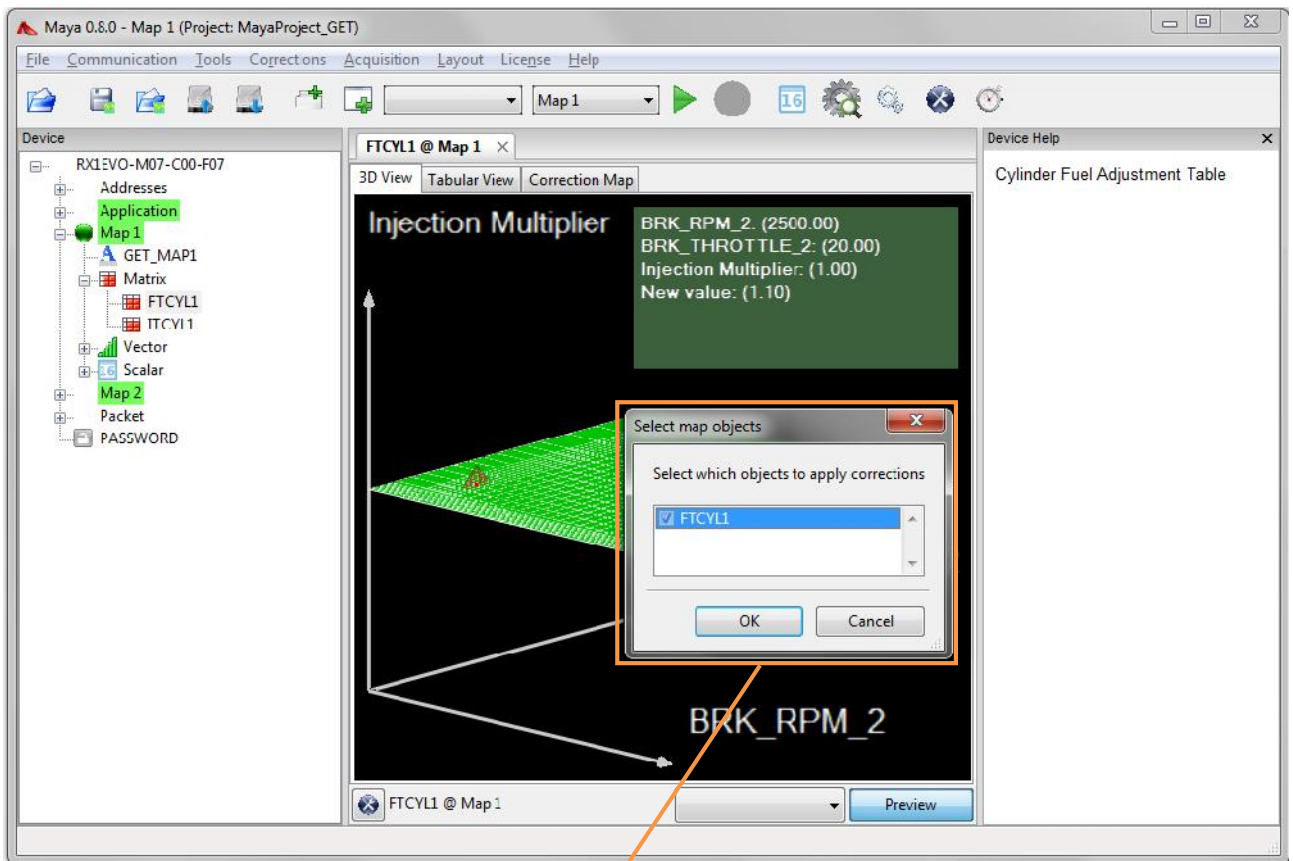 Maya 0.8.0 - Map 1 (Project: MayaProject_GET)
File Communication Tools Corrections Acquisition Layout License Help
Map 1
16
Device
RX1EVO-M07-C00-F07
Addresses
Application
Map 1
GET_MAP1
Matrix
FTCYL1
ITCYL1
Vector
16 Scalar
Map 2
Packet
PASSWORD
FTCYL1 @ Map 1
3D View Tabular View Correction Map
Injection Multiplier
BRK_RPM_2: (2500.00)
BRK_THROTTLE_2: (20.00)
Injection Multiplier: (1.00)
New value: (1.10)
Select map objects
Select which objects to apply corrections
FTCYL1
OK Cancel
BRK_RPM_2
FTCYL1 @ Map 1
Preview
Device Help
Cylinder Fuel Adjustment Table